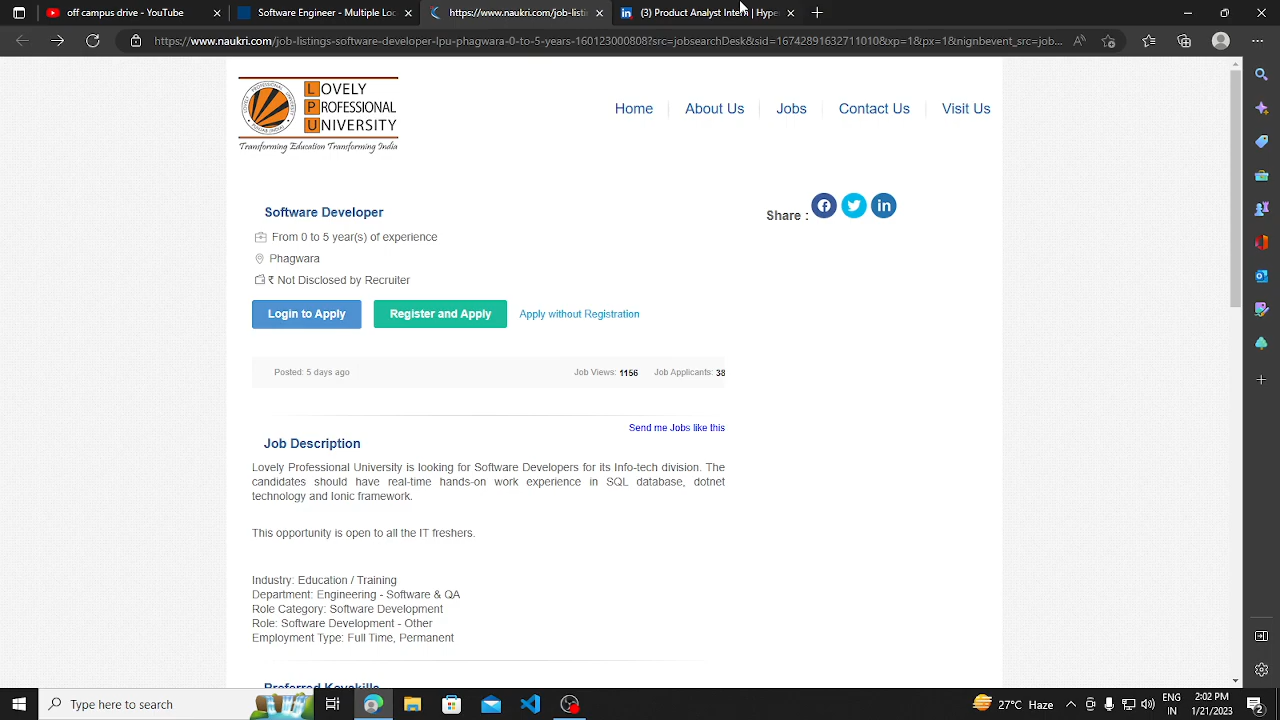 off campus drive - YouTube
Software Developer - Loc
https://www.naukri.com/job-listin
(3) Product Analyst Intern | Hype
https://www.naukri.com/job-listings-software-developer-lpu-phagwara-0-to-5-years-160123000808?src=jobsearchDesk&sid=16742891632711010&xp=1&px=1&nignbevent_src=jo...
LOVELY
PROFESSIONAL
UNIVERSITY
Transforming Education Transforming India
Home
About Us
Jobs
Contact Us
Visit Us
Software Developer
Share :
From 0 to 5 year(s) of experience
Phagwara
₹ Not Disclosed by Recruiter
Login to Apply
Register and Apply
Apply without Registration
Posted: 5 days ago
Job Views: 1156
Job Applicants: 38
Send me Jobs like this
Job Description
Lovely Professional University is looking for Software Developers for its Info-tech division. The
candidates should have real-time hands-on work experience in SQL database, dotnet
technology and Ionic framework.
This opportunity is open to all the IT freshers.
Industry: Education / Training
Department: Engineering - Software & QA
Role Category: Software Development
Role: Software Development - Other
Employment Type: Full Time, Permanent
Preferred Keyskills
Type here to search
27°C Haze
ENG
IN
2:02 PM
1/21/2023